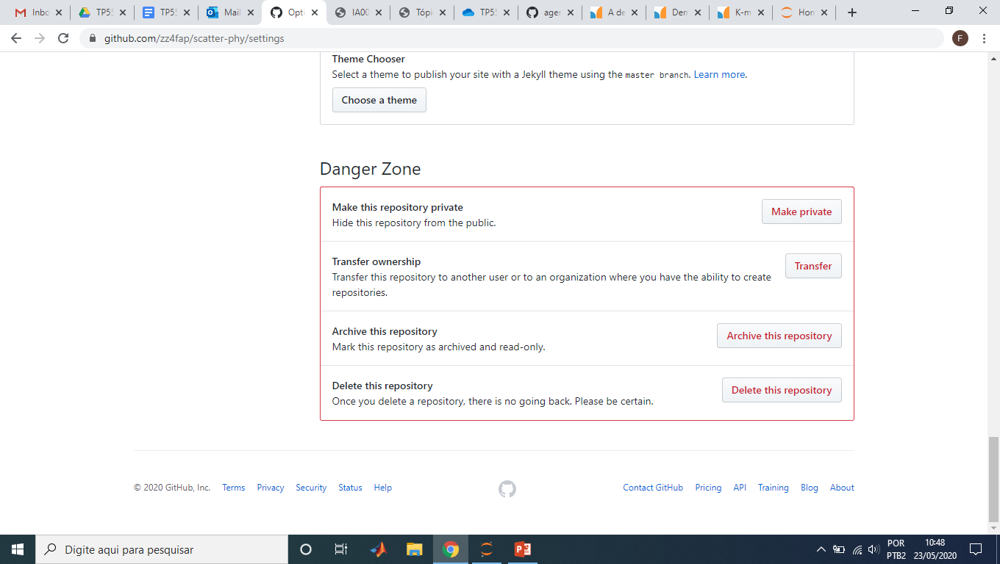 Inbo
TP55
TP55
Mail
Opti
IA00
Tópi
TP55
ager
A de
Den
K-m
Hon
github.com/zz4fap/scatter-phy/settings
F
Theme Chooser
Select a theme to publish your site with a Jekyll theme using the master branch. Learn more.
Choose a theme
Danger Zone
Make this repository private
Hide this repository from the public.
Make private
Transfer ownership
Transfer this repository to another user or to an organization where you have the ability to create
repositories.
Transfer
Archive this repository
Mark this repository as archived and read-only.
Archive this repository
Delete this repository
Once you delete a repository, there is no going back. Please be certain.
Delete this repository
© 2020 GitHub, Inc. Terms Privacy Security Status Help
Contact GitHub Pricing API Training Blog About
Digite aqui para pesquisar
POR
PTB2
10:48
23/05/2020